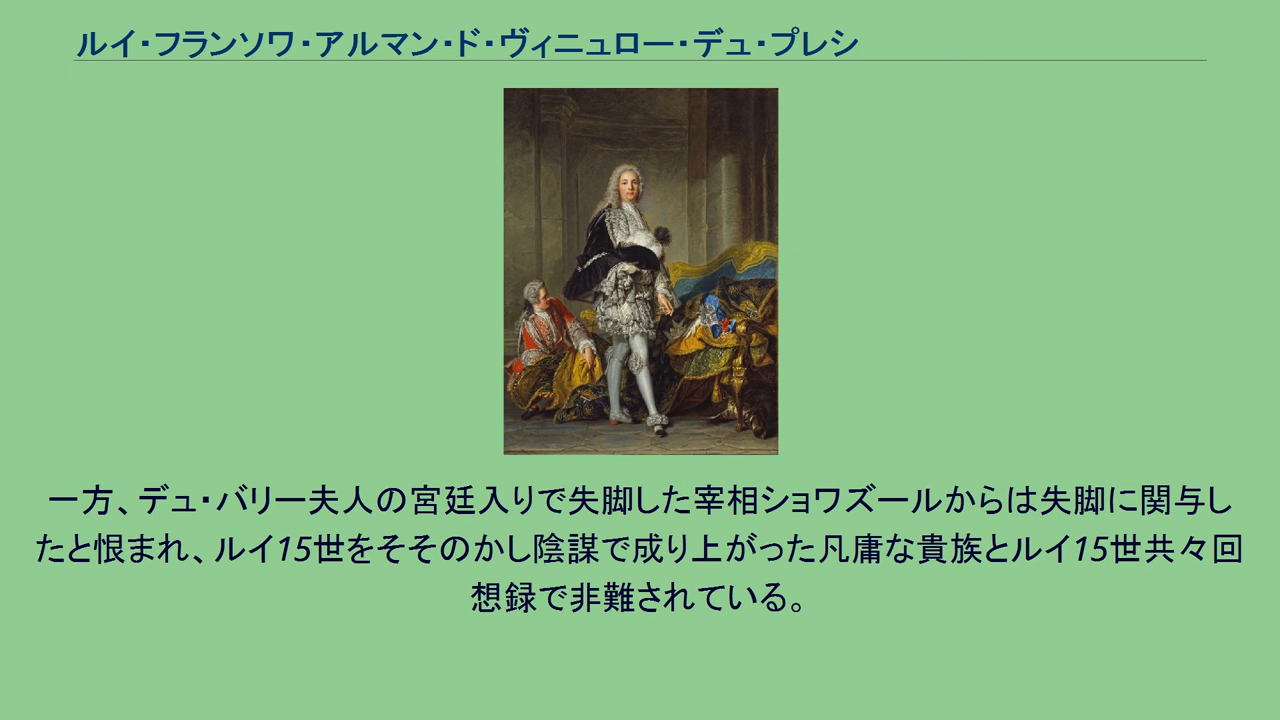 ルイ・フランソワ・アルマン・ド・ヴィニュロー・デュ・プレシ
一方、デュ・バリー夫人の宮廷入りで失脚した宰相ショワズールからは失脚に関与し
たと恨まれ、ルイ15世をそそのかし陰謀で成り上がった凡庸な貴族とルイ15世共々回
想録で非難されている。